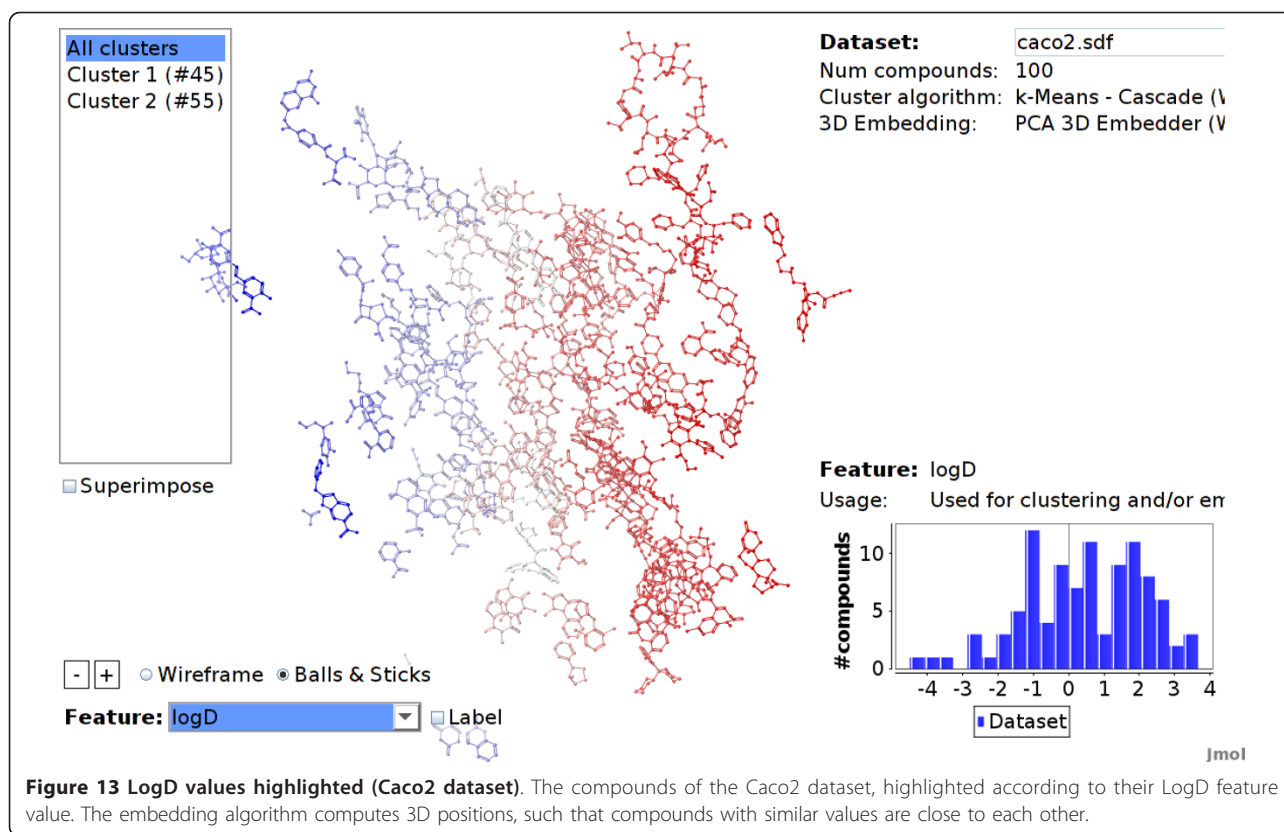 All clusters
Cluster 1 (#45)
Cluster 2 (#55)
Dataset: caco2.sdf
Num compounds: 100
Cluster algorithm: k-Means - Cascade (W
3D Embedding: PCA 3D Embedder (W
Superimpose
Feature: logD
Usage: Used for clustering and/or em
#compounds
10
5
0
-4 -3 -2 -1 0 1 2 3 4
Dataset
- + Wireframe Balls & Sticks
Feature: logD Label
Jmol
Figure 13 LogD values highlighted (Caco2 dataset). The compounds of the Caco2 dataset, highlighted according to their LogD feature
value. The embedding algorithm computes 3D positions, such that compounds with similar values are close to each other.